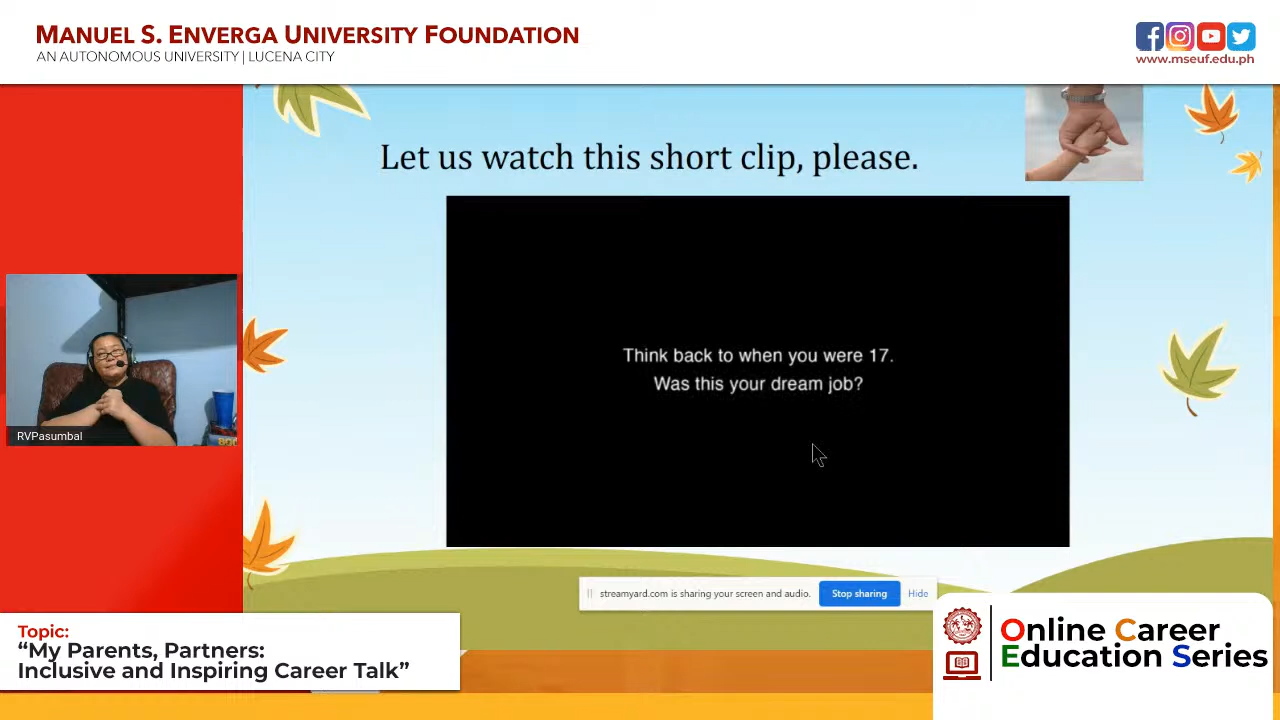 MANUEL S. ENVERGA UNIVERSITY FOUNDATION
AN AUTONOMOUS UNIVERSITY | LUCENA CITY
www.mseuf.edu.ph
Let us watch this short clip, please.
Think back to when you were 17.
Was this your dream job?
RVPasumbal
streamyard.com is sharing your screen and audio.
Stop sharing
Hide
Topic:
“My Parents, Partners:
Inclusive and Inspiring Career Talk”
Online Career
Education Series